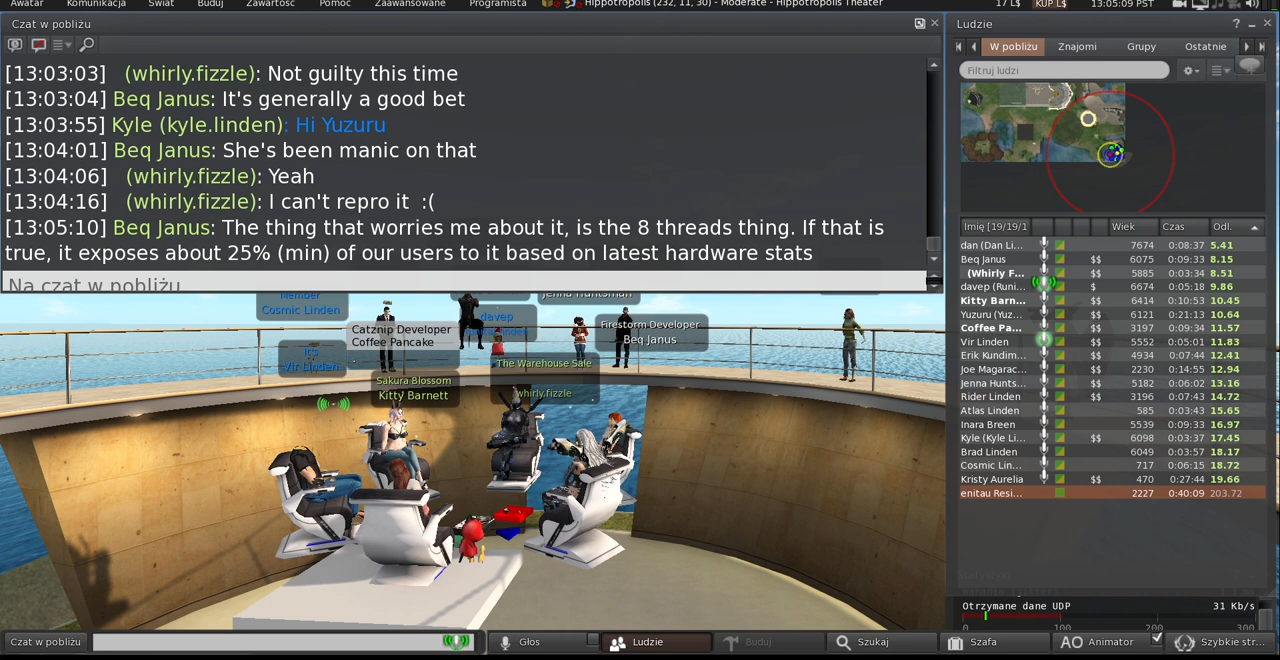 Awatar Komunikacja Świat Buduj Zawartość Pomoc Zaawansowane Programista Hippotropolis (232, 11, 30) - Moderate - Hippotropolis Theater 17 L$ KUP L$ 13:05:09 PST
Czat w pobliżu
[13:03:03] (whirly.fizzle): Not guilty this time
[13:03:04] Beq Janus: It's generally a good bet
[13:03:55] Kyle (kyle.linden): Hi Yuzuru
[13:04:01] Beq Janus: She's been manic on that
[13:04:06] (whirly.fizzle): Yeah
[13:04:16] (whirly.fizzle): I can't repro it :(
[13:05:10] Beq Janus: The thing that worries me about it, is the 8 threads thing. If that is
true, it exposes about 25% (min) of our users to it based on latest hardware stats
Na czat w pobliżu
Member
Cosmic Linden
Jenna Huntsman
davep
Catznip Developer
Coffee Pancake
Firestorm Developer
Beq Janus
Vir Linden
The Warehouse Sale
whirly.fizzle
Sakura Blossom
Kitty Barnett
Ludzie
W pobliżu Znajomi Grupy Ostatnie
Filtruj ludzi
Imię [19/19/1 Wiek Czas Odl.
dan (Dan Li... 7674 0:08:37 5.41
Beq Janus $$ 6075 0:09:33 8.15
(Whirly F... $$ 5885 0:03:34 8.51
davep (Runi... $ 6674 0:05:18 9.86
Kitty Barn... $$ 6414 0:10:53 10.45
Yuzuru (Yuz... $$ 6121 0:21:13 10.64
Coffee Pa... $$ 3197 0:09:34 11.57
Vir Linden $$ 5552 0:05:01 11.83
Erik Kundim... $$ 4934 0:07:44 12.41
Joe Magarac... $$ 2230 0:14:55 12.94
Jenna Hunts... $$ 5182 0:06:02 13.16
Rider Linden $$ 3196 0:07:43 14.72
Atlas Linden 585 0:03:43 15.65
Inara Breen 5539 0:09:33 16.97
Kyle (Kyle Li... $$ 6098 0:03:37 17.45
Brad Linden 6049 0:03:57 18.17
Cosmic Lin... 717 0:06:15 18.72
Kristy Aurelia $$ 470 0:27:44 19.66
enitau Resi... 2227 0:40:09 203.72
Otrzymane dane UDP 31 Kb/s
0 100 200 300
Czat w pobliżu Głos Ludzie Buduj Szukaj Szafa AO Animator Szybkie str...